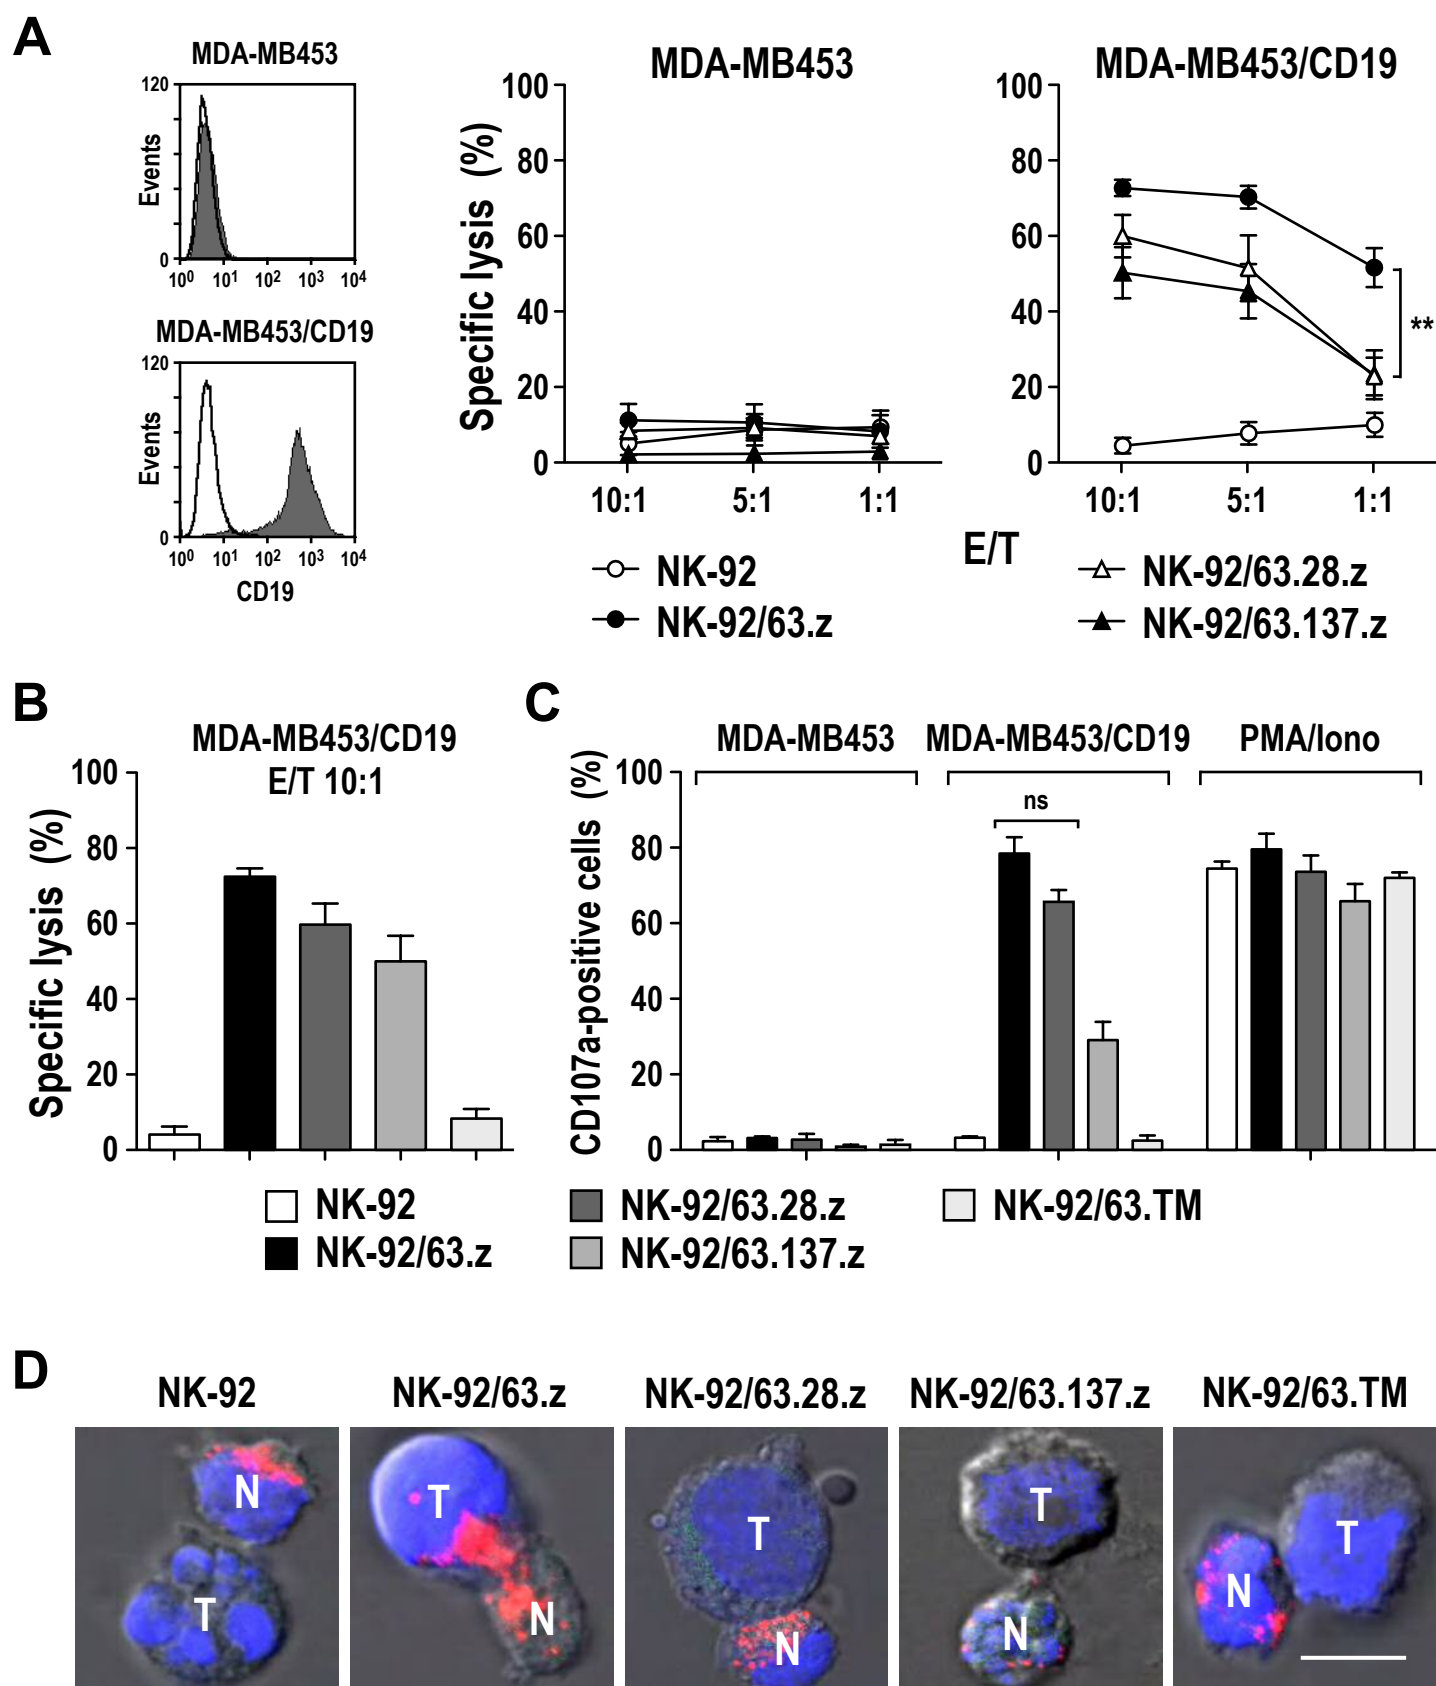 A
MDA-MB453
120
Events
0
10⁰ 10¹ 10² 10³ 10⁴
MDA-MB453/CD19
120
Events
0
10⁰ 10¹ 10² 10³ 10⁴
CD19
MDA-MB453
Specific lysis (%)
100
80
60
40
20
0
10:1 5:1 1:1
MDA-MB453/CD19
100
80
60
40
20
0
**
10:1 5:1 1:1
E/T
NK-92
NK-92/63.z
NK-92/63.28.z
NK-92/63.137.z
B
MDA-MB453/CD19
E/T 10:1
Specific lysis (%)
100
80
60
40
20
0
C
MDA-MB453 MDA-MB453/CD19 PMA/Iono
CD107a-positive cells (%)
100
80
60
40
20
0
ns
NK-92
NK-92/63.z
NK-92/63.28.z
NK-92/63.137.z
NK-92/63.TM
D
NK-92 NK-92/63.z NK-92/63.28.z NK-92/63.137.z NK-92/63.TM
N
T
T
N
T
N
T
N
T
N